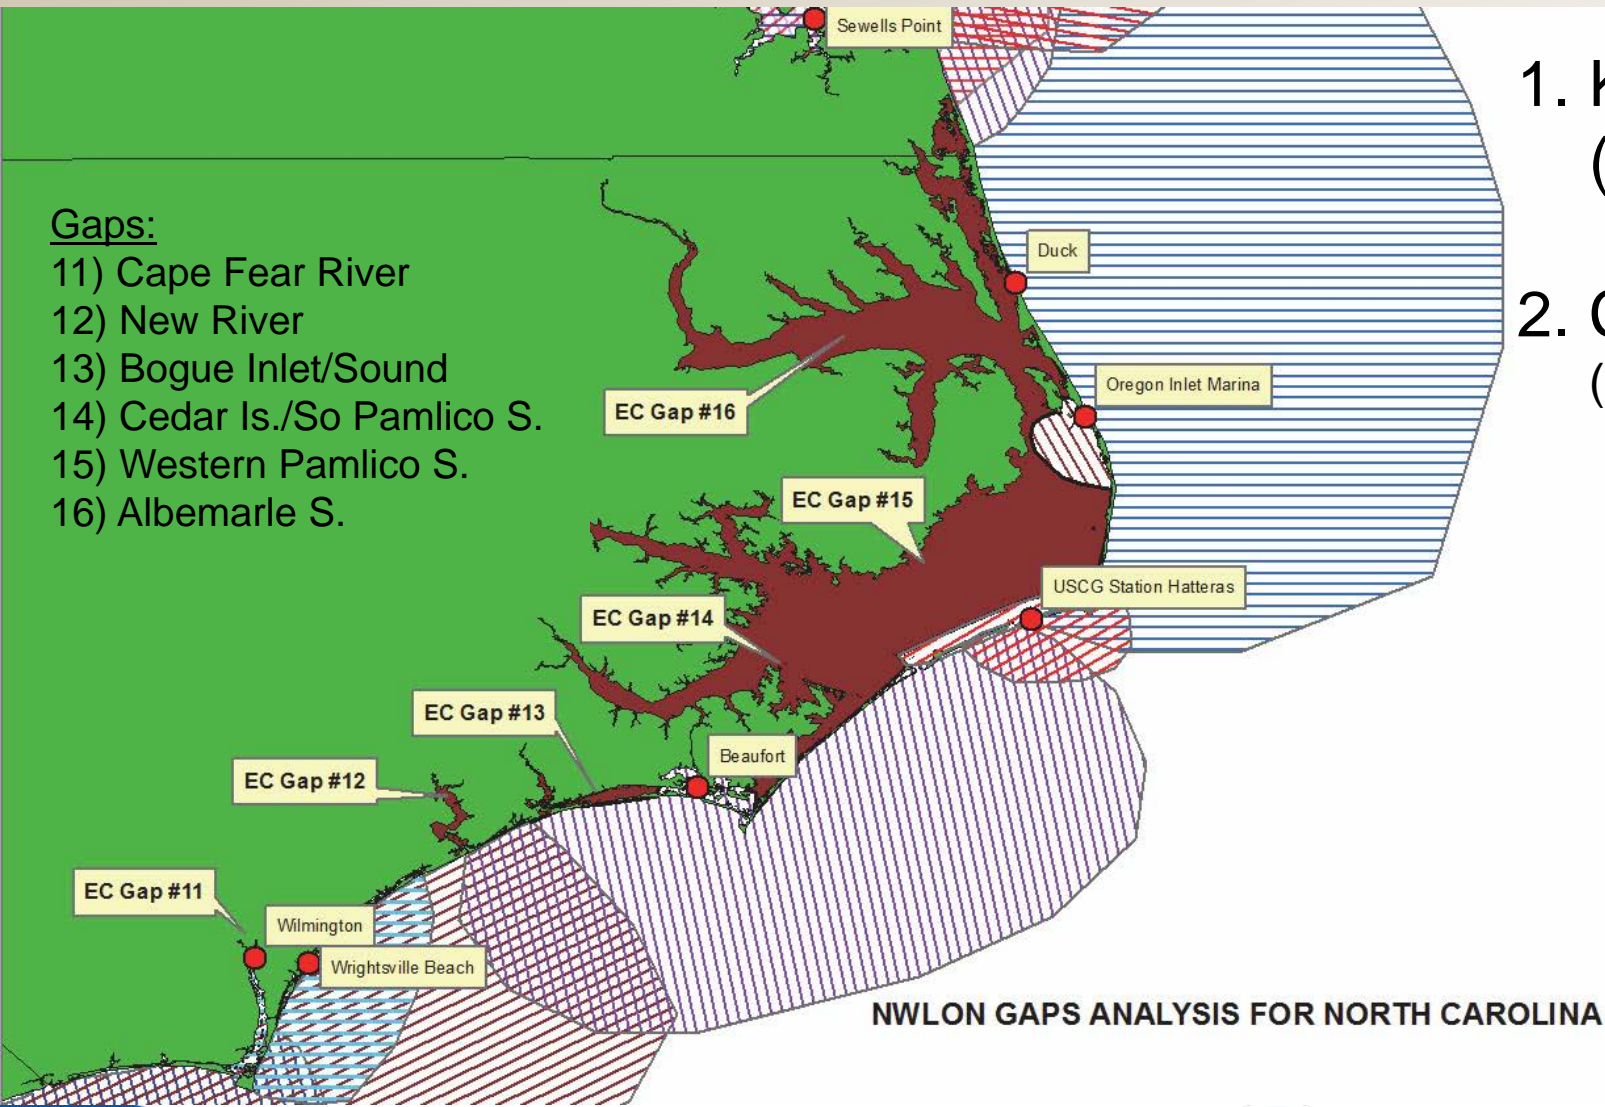 Sewells Point
1.
(
Gaps:
11) Cape Fear River
12) New River
13) Bogue Inlet/Sound
14) Cedar Is./So Pamlico S.
15) Western Pamlico S.
16) Albemarle S.
Duck
2.
(
Oregon Inlet Marina
EC Gap #16
EC Gap #15
USCG Station Hatteras
EC Gap #14
EC Gap #13
Beaufort
EC Gap #12
EC Gap #11
Wilmington
Wrightsville Beach
NWLON GAPS ANALYSIS FOR NORTH CAROLINA